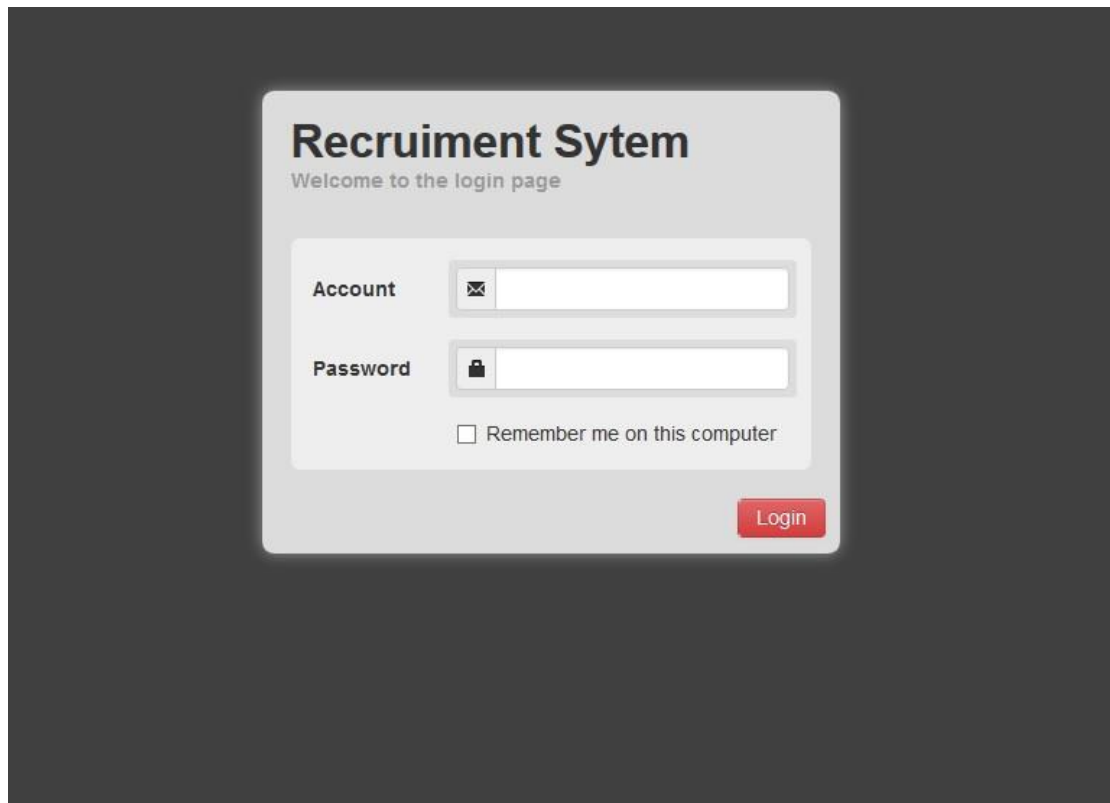 Recruiment Sytem
Welcome to the login page
Account
Password
Remember me on this computer
Login